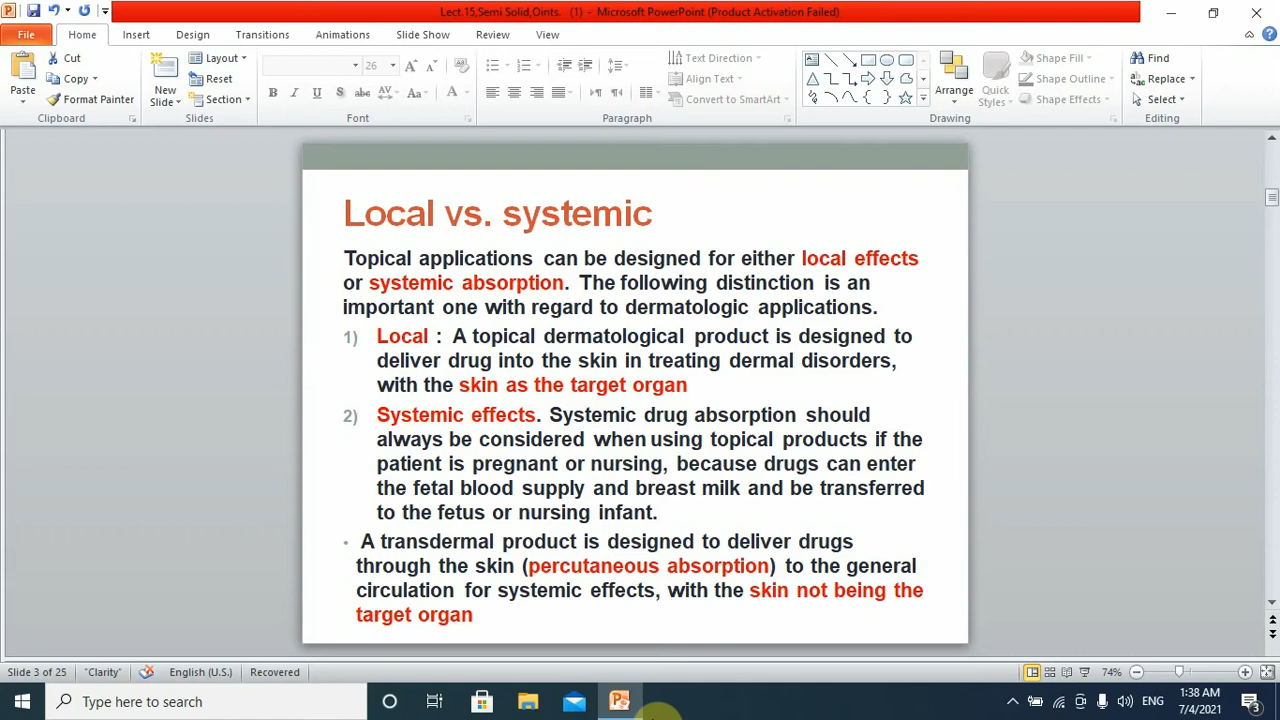 Lect.15,Semi Solid,Oints. (1) - Microsoft PowerPoint (Product Activation Failed)
File Home Insert Design Transitions Animations Slide Show Review View
Paste
Cut
Copy
Format Painter
Clipboard
New Slide
Layout
Reset
Section
Slides
26
B I U S abc AV Aa A
Font
Text Direction
Align Text
Convert to SmartArt
Paragraph
Arrange
Quick Styles
Shape Fill
Shape Outline
Shape Effects
Drawing
Find
Replace
Select
Editing
Local vs. systemic
Topical applications can be designed for either local effects
or systemic absorption. The following distinction is an
important one with regard to dermatologic applications.
1) Local : A topical dermatological product is designed to
deliver drug into the skin in treating dermal disorders,
with the skin as the target organ
2) Systemic effects. Systemic drug absorption should
always be considered when using topical products if the
patient is pregnant or nursing, because drugs can enter
the fetal blood supply and breast milk and be transferred
to the fetus or nursing infant.
• A transdermal product is designed to deliver drugs
through the skin (percutaneous absorption) to the general
circulation for systemic effects, with the skin not being the
target organ
Slide 3 of 25 "Clarity" English (U.S.) Recovered 74%
Type here to search
ENG
1:38 AM
7/4/2021
3